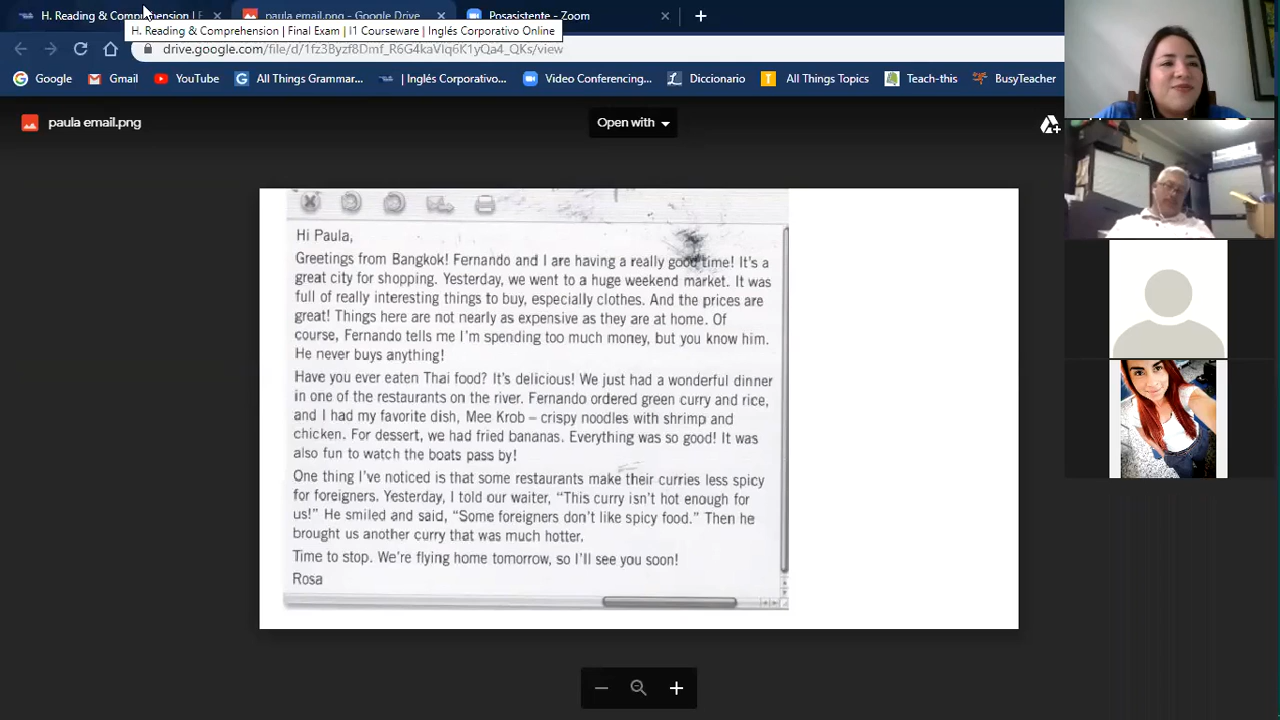 H. Reading & Comprehension | F
paula email.png - Google Drive
Posasistente - Zoom
H. Reading & Comprehension | Final Exam | I1 Courseware | Inglés Corporativo Online
drive.google.com/file/d/1fz3Byzf8Dmf_R6G4kaVlq6K1yQa4_QKs/view
Google
Gmail
YouTube
All Things Grammar...
| Inglés Corporativo...
Video Conferencing...
Diccionario
All Things Topics
Teach-this
BusyTeacher
paula email.png
Open with
Hi Paula,
Greetings from Bangkok! Fernando and I are having a really good time! It's a
great city for shopping. Yesterday, we went to a huge weekend market. It was
full of really interesting things to buy, especially clothes. And the prices are
great! Things here are not nearly as expensive as they are at home. Of
course, Fernando tells me I'm spending too much money, but you know him.
He never buys anything!
Have you ever eaten Thai food? It's delicious! We just had a wonderful dinner
in one of the restaurants on the river. Fernando ordered green curry and rice,
and I had my favorite dish, Mee Krob – crispy noodles with shrimp and
chicken. For dessert, we had fried bananas. Everything was so good! It was
also fun to watch the boats pass by!
One thing I've noticed is that some restaurants make their curries less spicy
for foreigners. Yesterday, I told our waiter, “This curry isn't hot enough for
us!” He smiled and said, “Some foreigners don't like spicy food.” Then he
brought us another curry that was much hotter.
Time to stop. We're flying home tomorrow, so I'll see you soon!
Rosa